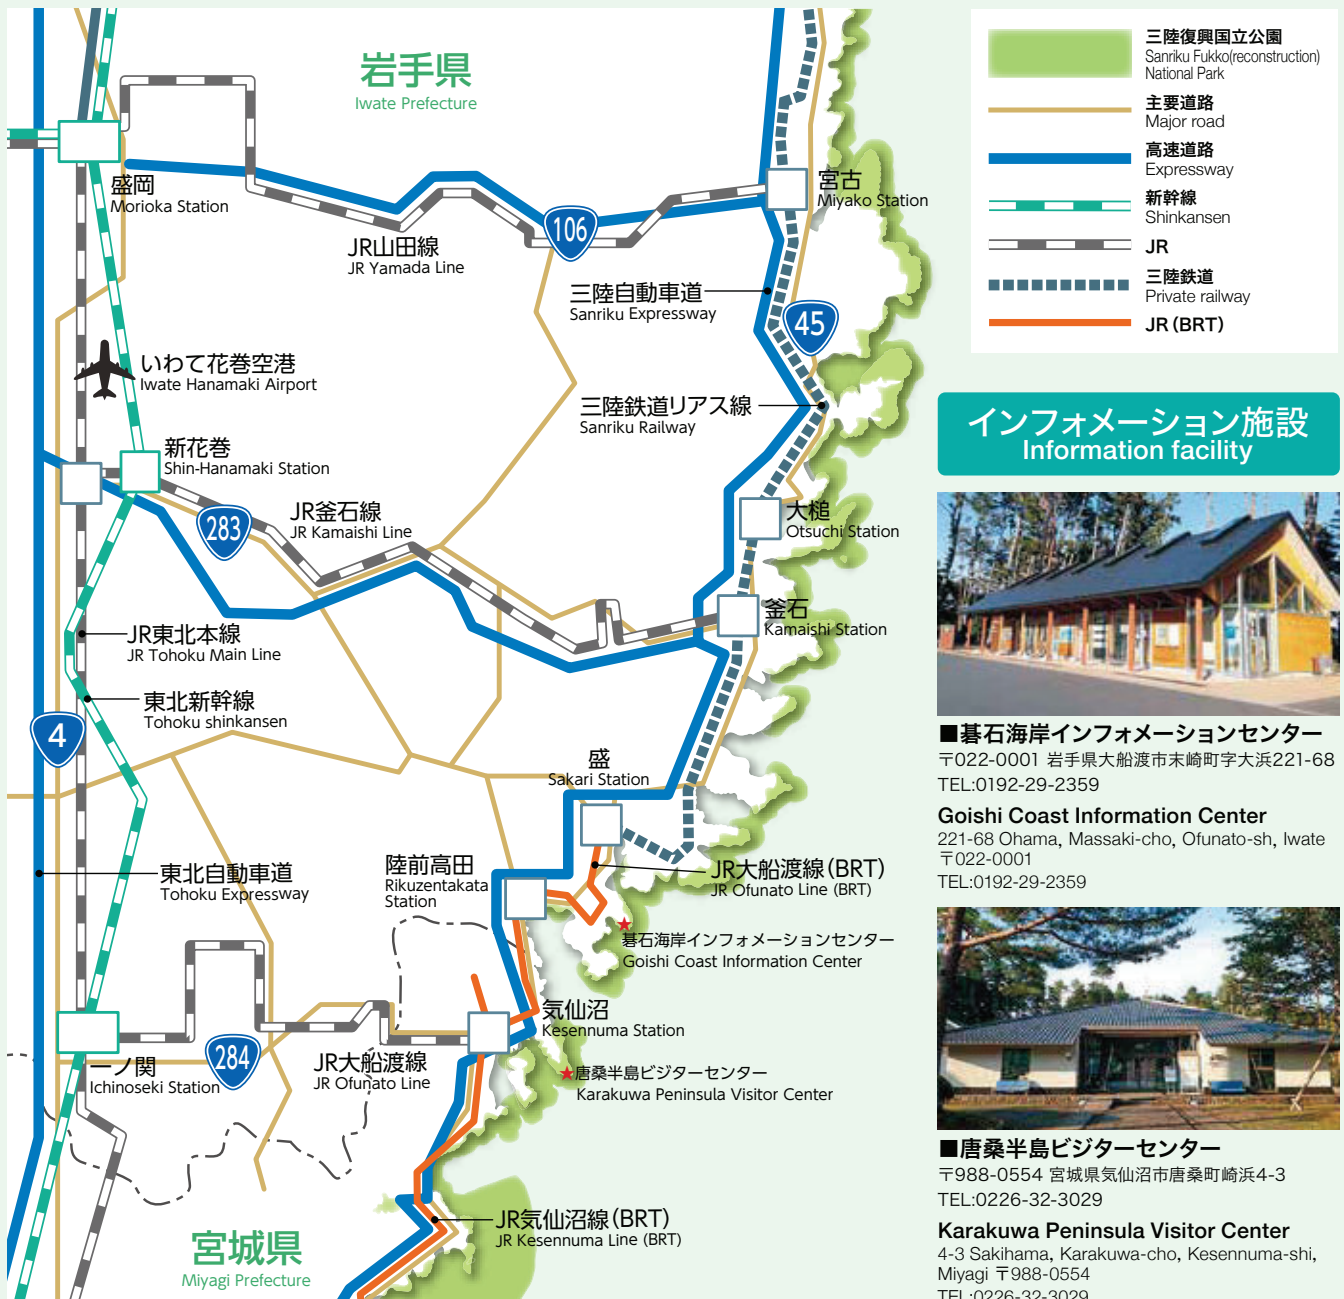 岩手県
Iwate Prefecture
盛岡
Morioka Station
JR山田線
JR Yamada Line
106
宮古
Miyako Station
三陸自動車道
Sanriku Expressway
45
いわて花巻空港
Iwate Hanamaki Airport
三陸鉄道リアス線
Sanriku Railway
新花巻
Shin-Hanamaki Station
283
JR釜石線
JR Kamaishi Line
大槌
Otsuchi Station
釜石
Kamaishi Station
JR東北本線
JR Tohoku Main Line
東北新幹線
Tohoku shinkansen
4
盛
Sakari Station
東北自動車道
Tohoku Expressway
陸前高田
Rikuzentakata
Station
JR大船渡線(BRT)
JR Ofunato Line (BRT)
碁石海岸インフォメーションセンター
Goishi Coast Information Center
気仙沼
Kesennuma Station
一ノ関
Ichinoseki Station
284
JR大船渡線
JR Ofunato Line
唐桑半島ビジターセンター
Karakuwa Peninsula Visitor Center
JR気仙沼線(BRT)
JR Kesennuma Line (BRT)
宮城県
Miyagi Prefecture
三陸復興国立公園
Sanriku Fukko(reconstruction)
National Park
主要道路
Major road
高速道路
Expressway
新幹線
Shinkansen
JR
三陸鉄道
Private railway
JR(BRT)
インフォメーション施設
Information facility
■碁石海岸インフォメーションセンター
〒022-0001 岩手県大船渡市末崎町字大浜221-68
TEL:0192-29-2359
Goishi Coast Information Center
221-68 Ohama, Massaki-cho, Ofunato-sh, Iwate
〒022-0001
TEL:0192-29-2359
■唐桑半島ビジターセンター
〒988-0554 宮城県気仙沼市唐桑町崎浜4-3
TEL:0226-32-3029
Karakuwa Peninsula Visitor Center
4-3 Sakihama, Karakuwa-cho, Kesennuma-shi,
Miyagi 〒988-0554
TEL:0226-32-3029